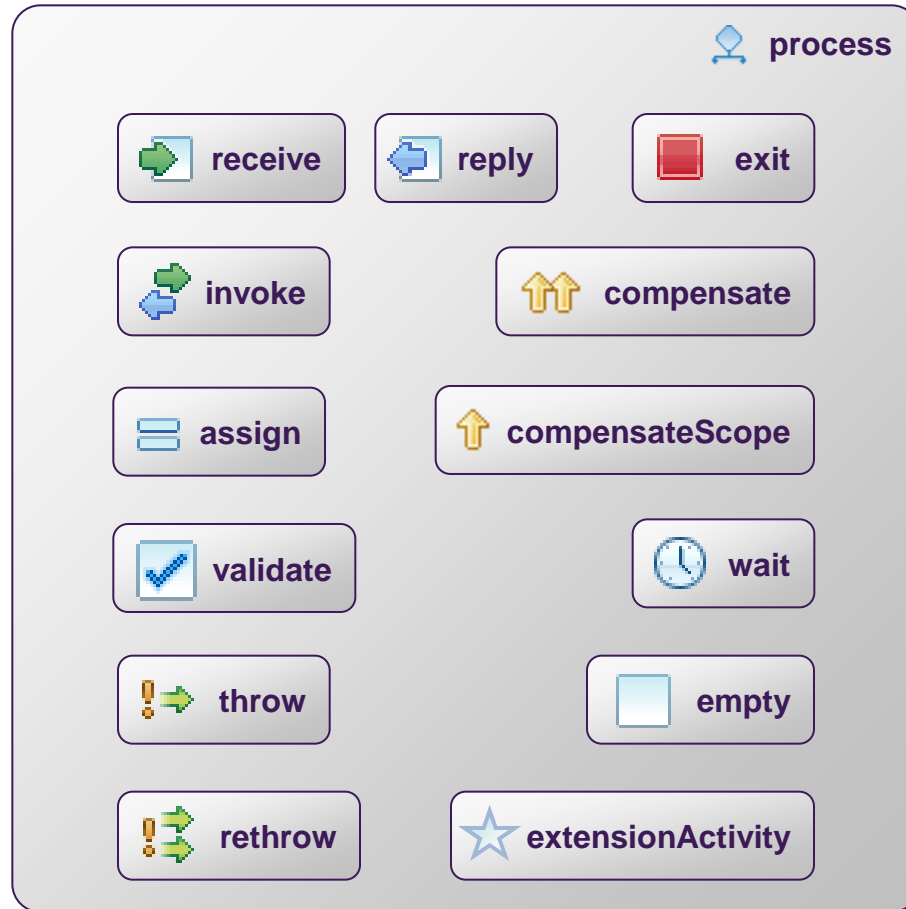 process
receive reply exit
invoke compensate
assign compensateScope
validate wait
throw empty
rethrow extensionActivity